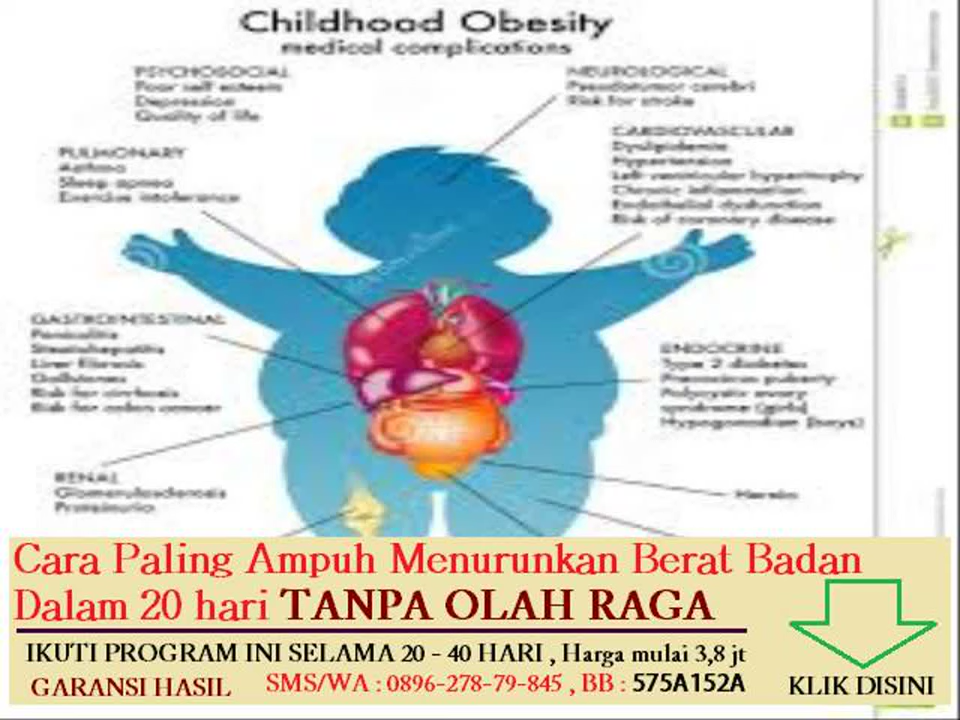 Childhood Obesity
medical complications
PSYCHOSOCIAL
Poor self esteem
Depression
Quality of life
NEUROLOGICAL
Pseudotumor cerebri
Risk for stroke
CARDIOVASCULAR
Dyslipidemia
Hypertension
Left ventricular hypertrophy
Chronic inflammation
Endothelial dysfunction
Risk of coronary disease
PULMONARY
Asthma
Sleep apnea
Exercise intolerance
GASTROINTESTINAL
Steatohepatitis
Liver fibrosis
Gallstones
Risk for cirrhosis
Risk for colon cancer
ENDOCRINE
Type 2 diabetes
Precocious puberty
Polycystic ovary
syndrome (girls)
Hypogonadism (boys)
RENAL
Glomerulosclerosis
Proteinuria
Hernia
Cara Paling Ampuh Menurunkan Berat Badan
Dalam 20 hari TANPA OLAH RAGA
IKUTI PROGRAM INI SELAMA 20 - 40 HARI , Harga mulai 3,8 jt
GARANSI HASIL SMS/WA : 0896-278-79-845 , BB : 575A152A
KLIK DISINI